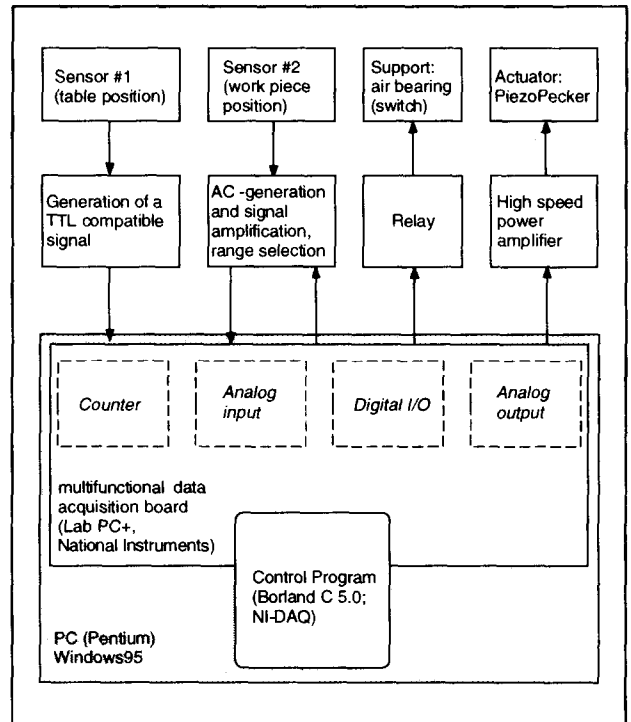 Sensor #1
(table position)
Sensor #2
(work piece
position)
Support:
air bearing
(switch)
Actuator:
PiezoPecker
Generation of a
TTL compatible
signal
AC -generation
and signal
amplification,
range selection
Relay
High speed
power
amplifier
Counter
Analog
input
Digital I/O
Analog
output
multifunctional data
acquisition board
(Lab PC+,
National Instruments)
Control Program
(Borland C 5.0;
NI-DAQ)
PC (Pentium)
Windows95